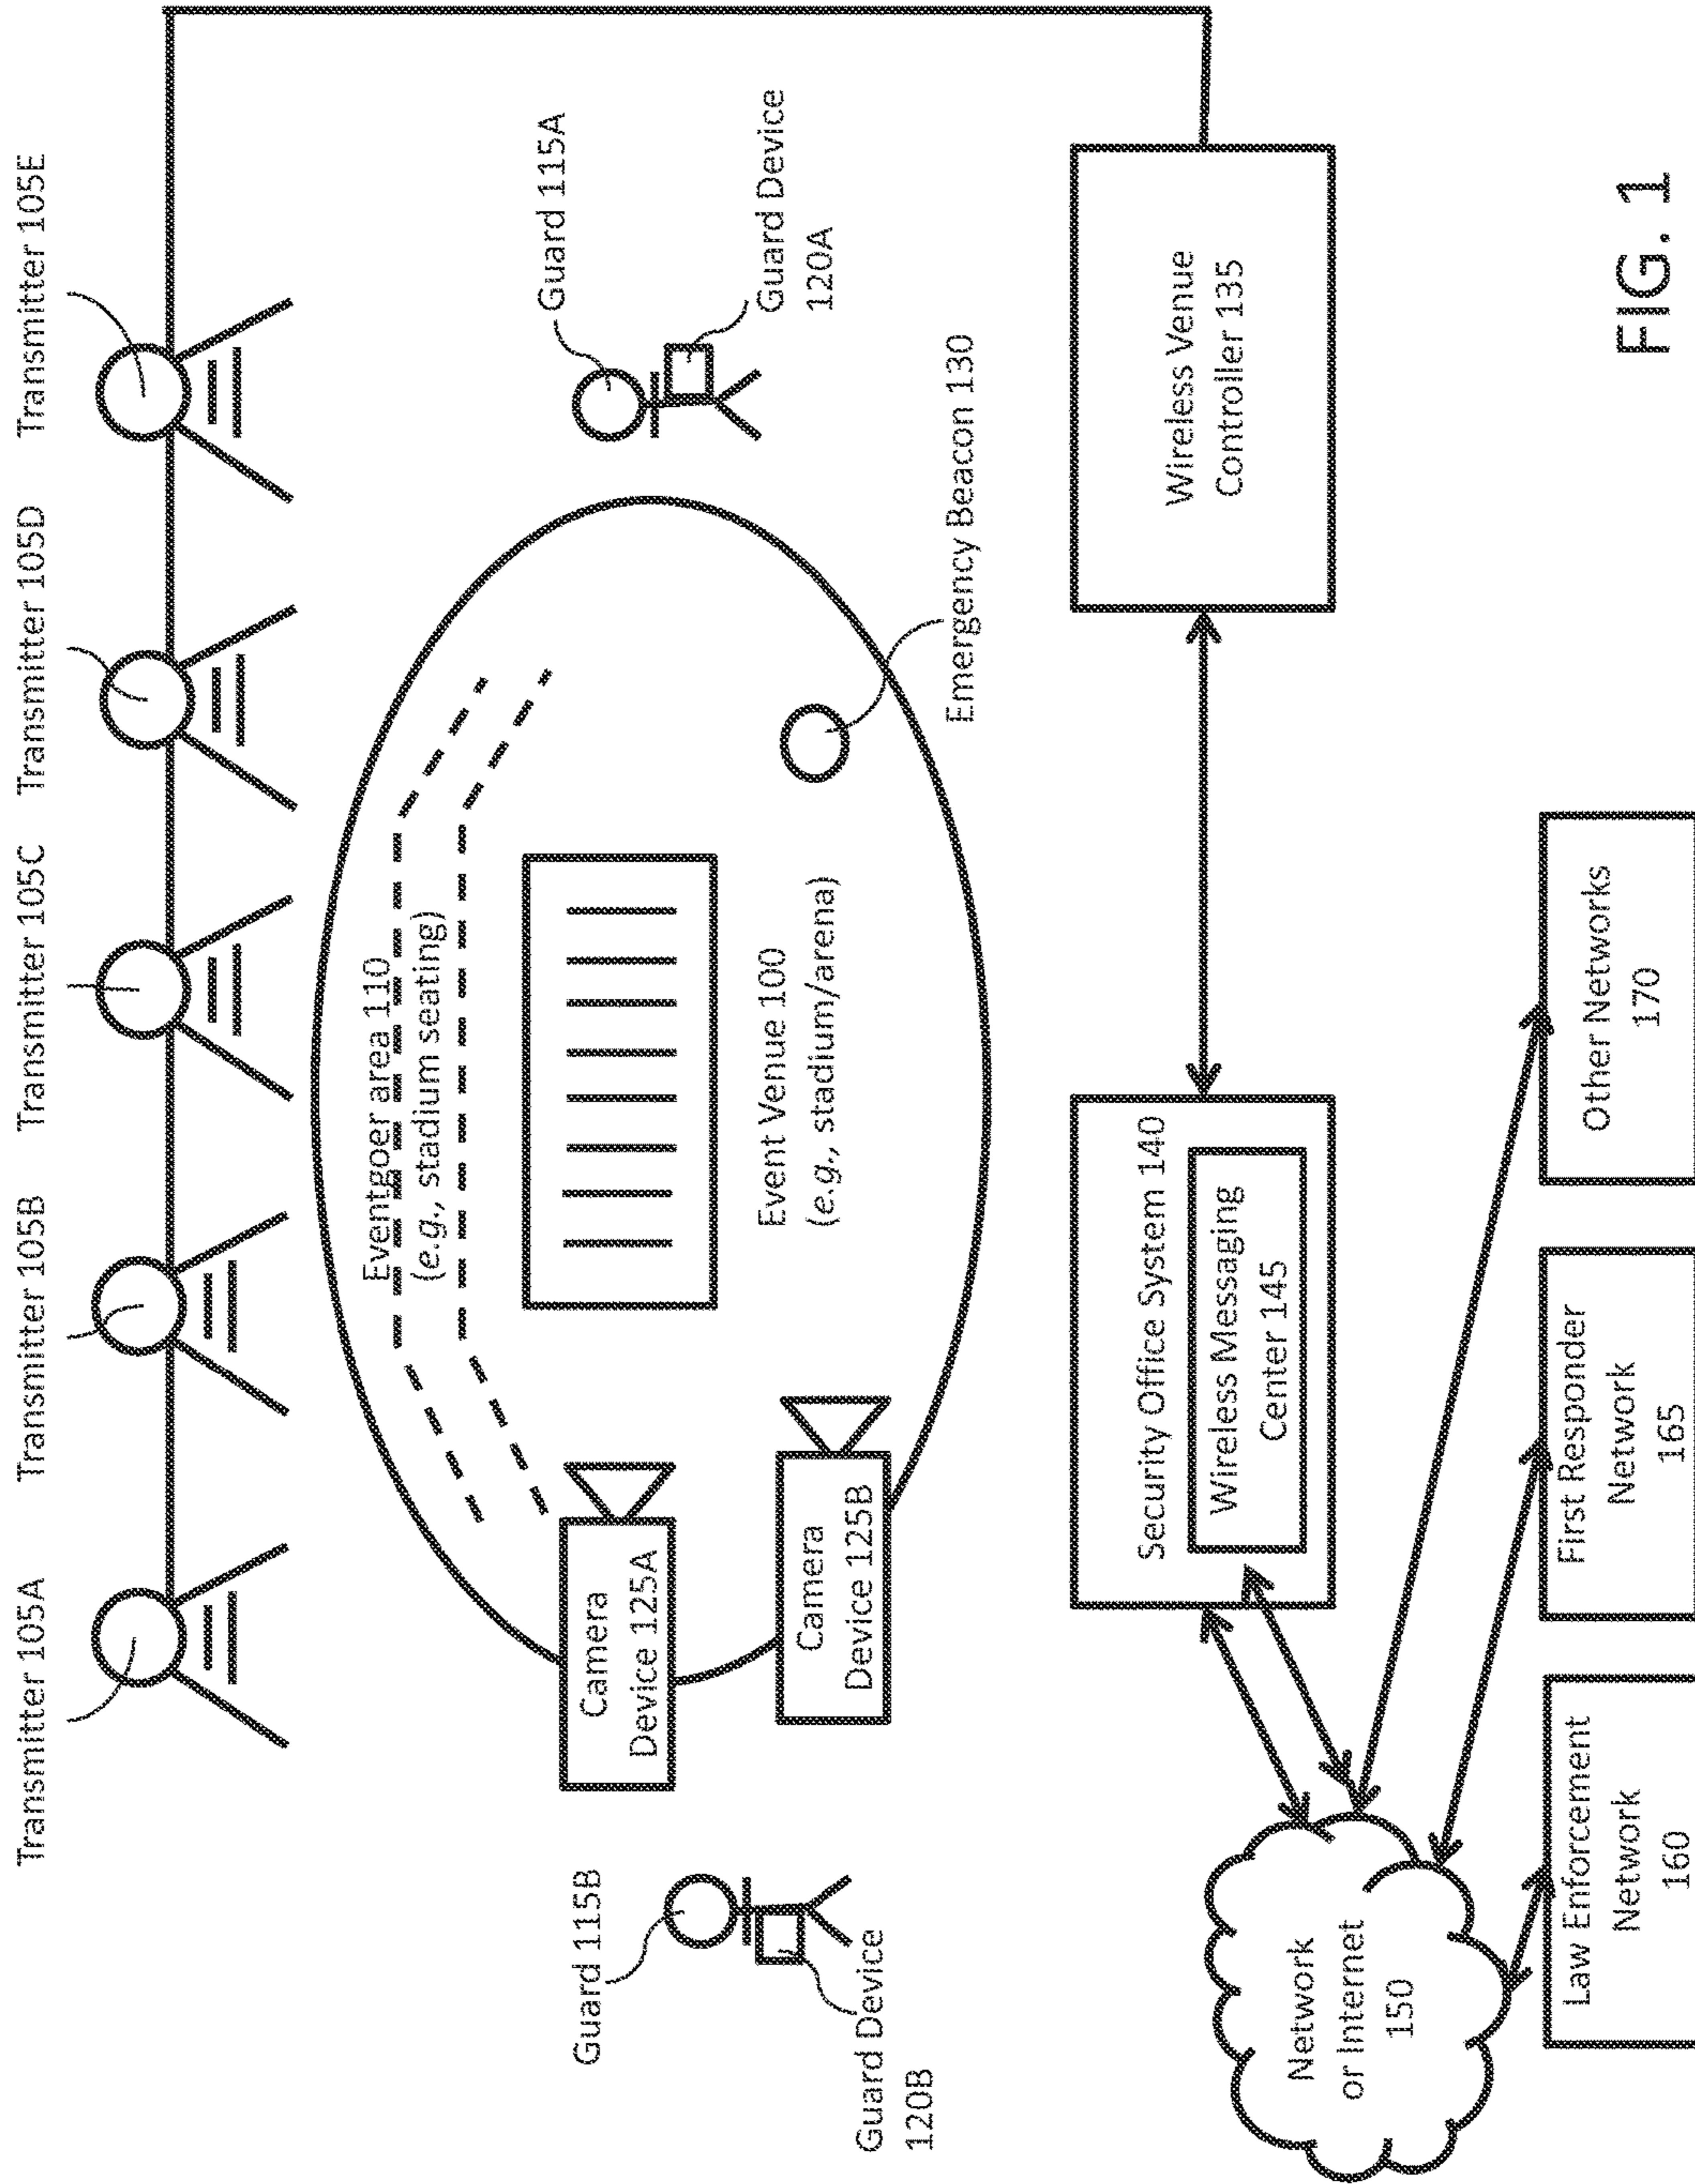 Transmitter 105A
Transmitter 105B
Transmitter 105C
Transmitter 105D
Transmitter 105E
Eventgoer area 110
(e.g., stadium seating)
Guard 115A
Guard Device
120A
Guard 115B
Guard Device
120B
Camera
Device 125A
Camera
Device 125B
Event Venue 100
(e.g., stadium/arena)
Emergency Beacon 130
Security Office System 140
Wireless Messaging
Center 145
Wireless Venue
Controller 135
Network
or Internet
150
Law Enforcement
Network
160
First Responder
Network
165
Other Networks
170
FIG. 1